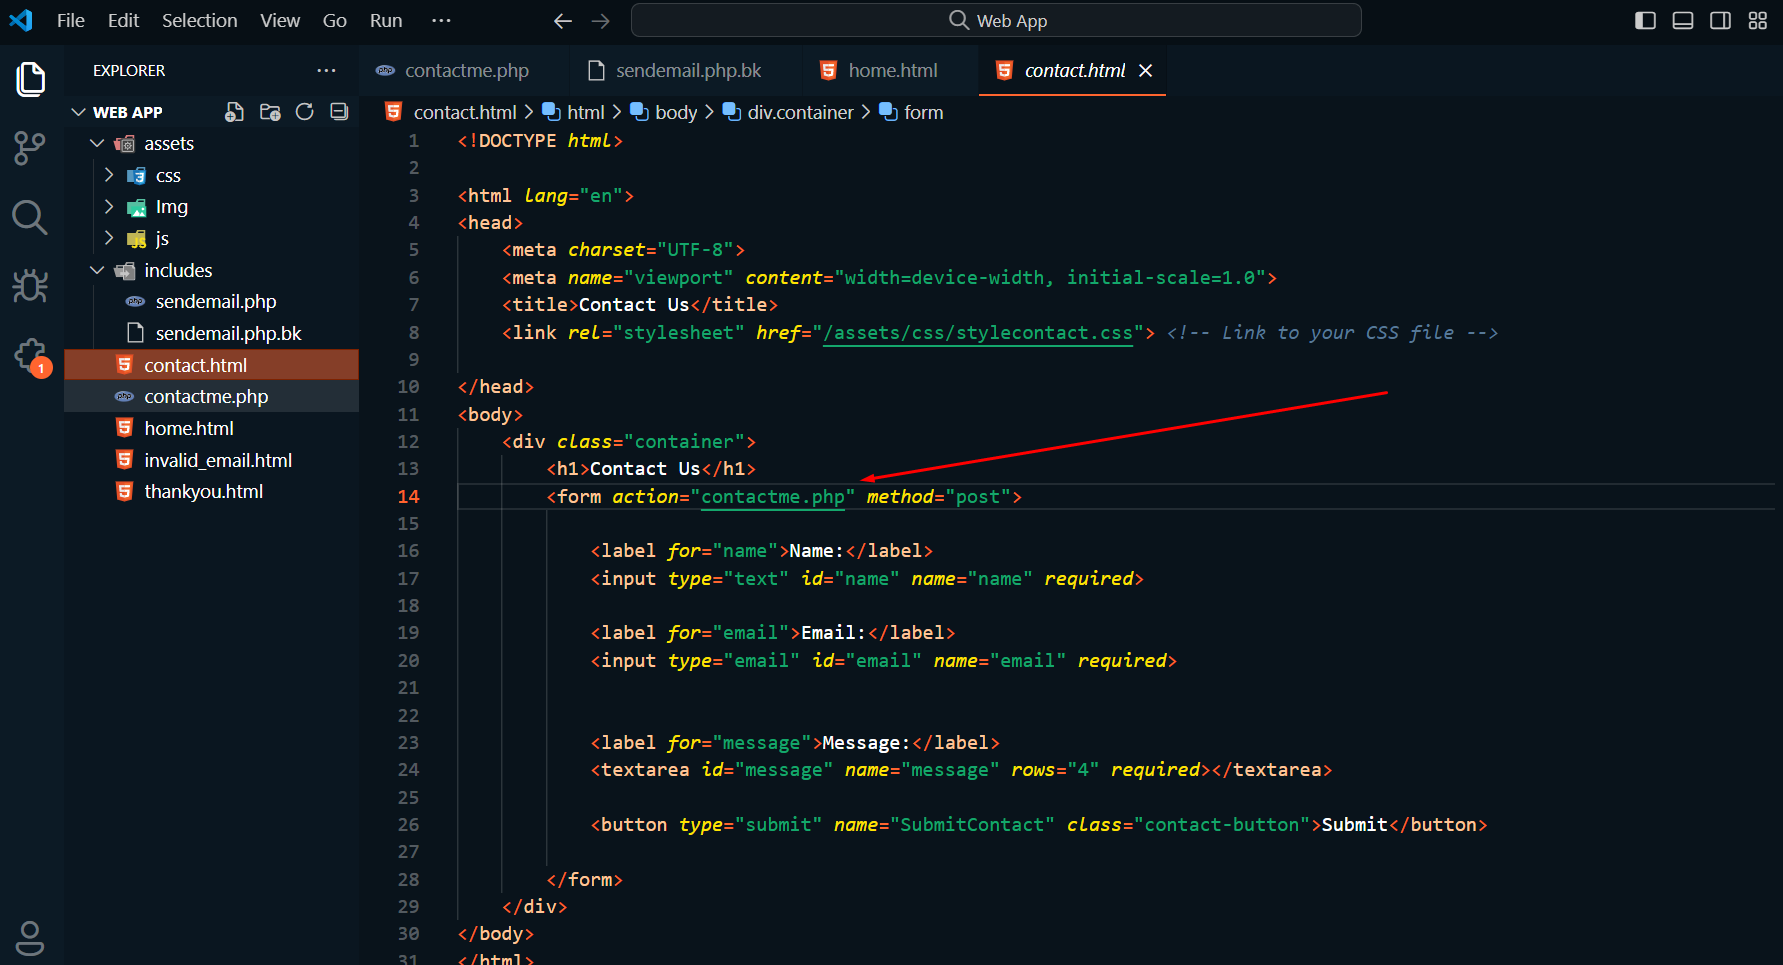 File Edit Selection View Go Run ···
Web App
EXPLORER ···
contactme.php sendemail.php.bk home.html contact.html
WEB APP
contact.html > html > body > div.container > form
assets
css
Img
js
includes
sendemail.php
sendemail.php.bk
contact.html
contactme.php
home.html
invalid_email.html
thankyou.html
1
1 <!DOCTYPE html>
2
3 <html lang="en">
4 <head>
5 <meta charset="UTF-8">
6 <meta name="viewport" content="width=device-width, initial-scale=1.0">
7 <title>Contact Us</title>
8 <link rel="stylesheet" href="/assets/css/stylecontact.css"> <!-- Link to your CSS file -->
9
10 </head>
11 <body>
12 <div class="container">
13 <h1>Contact Us</h1>
14 <form action="contactme.php" method="post">
15
16 <label for="name">Name:</label>
17 <input type="text" id="name" name="name" required>
18
19 <label for="email">Email:</label>
20 <input type="email" id="email" name="email" required>
21
22
23 <label for="message">Message:</label>
24 <textarea id="message" name="message" rows="4" required></textarea>
25
26 <button type="submit" name="SubmitContact" class="contact-button">Submit</button>
27
28 </form>
29 </div>
30 </body>
31 </html>